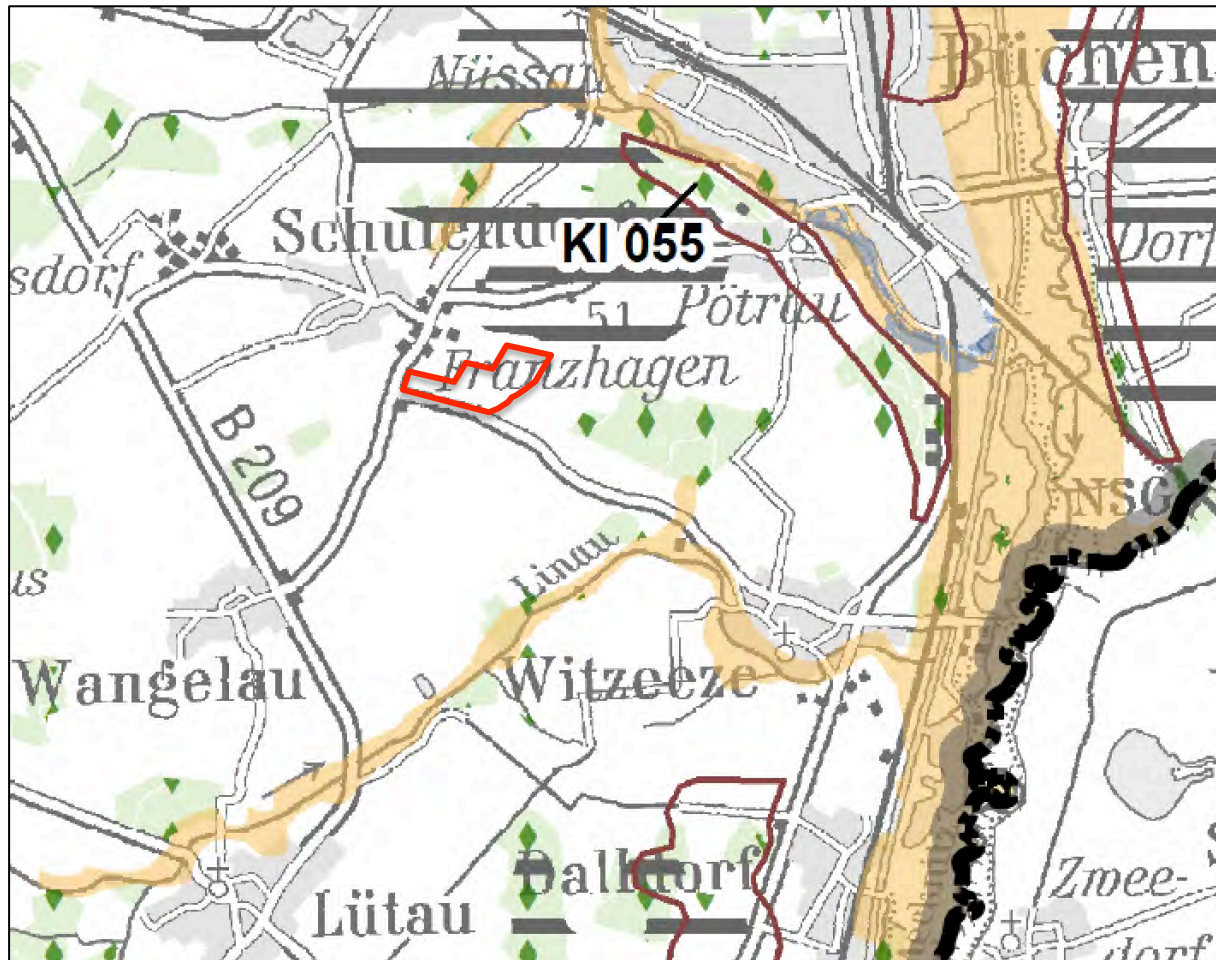 Nüssau
Büchen
Schulendorf
KI 055
Dorf
sdorf
51
Pötrau
Franzhagen
B 209
NSG
Linau
us
Wangelau
Witzeeze
Dalldorf
Zwee-
Lütau
dorf